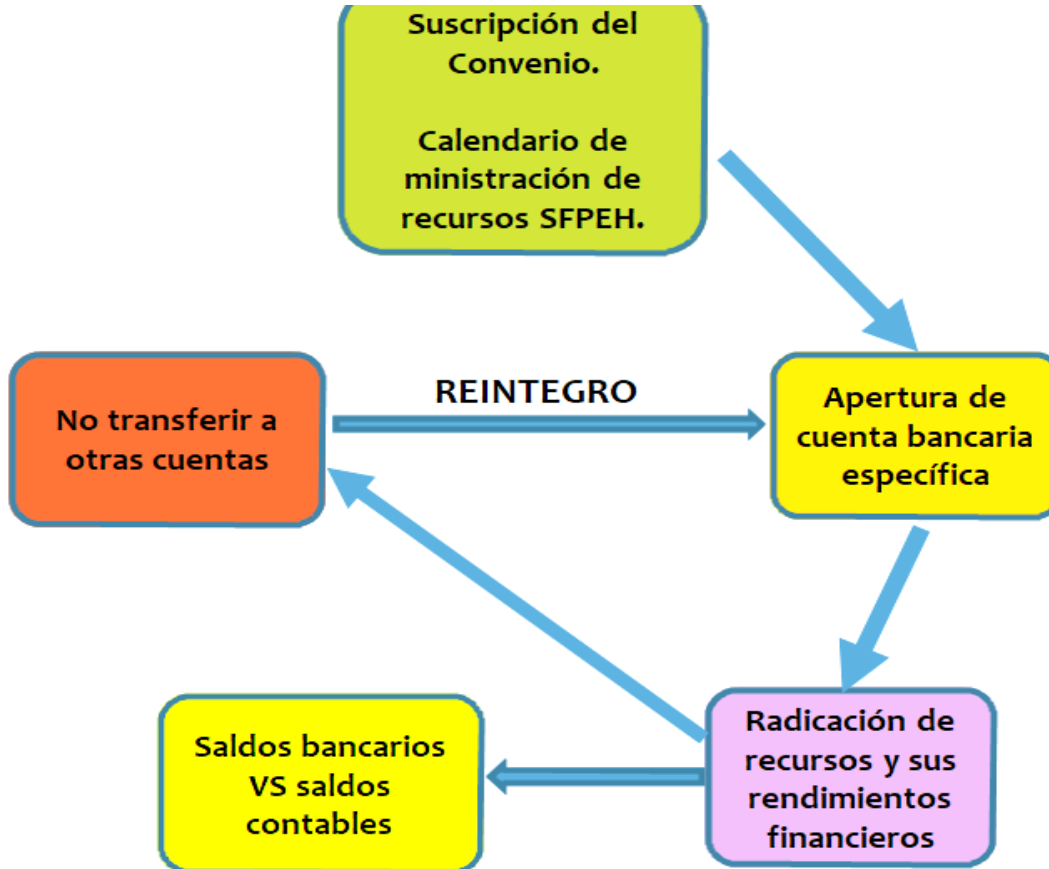 Suscripción del
Convenio.
Calendario de
ministración de
recursos SFPEH.
No transferir a
otras cuentas
REINTEGRO
Apertura de
cuenta bancaria
específica
Saldos bancarios
VS saldos
contables
Radicación de
recursos y sus
rendimientos
financieros